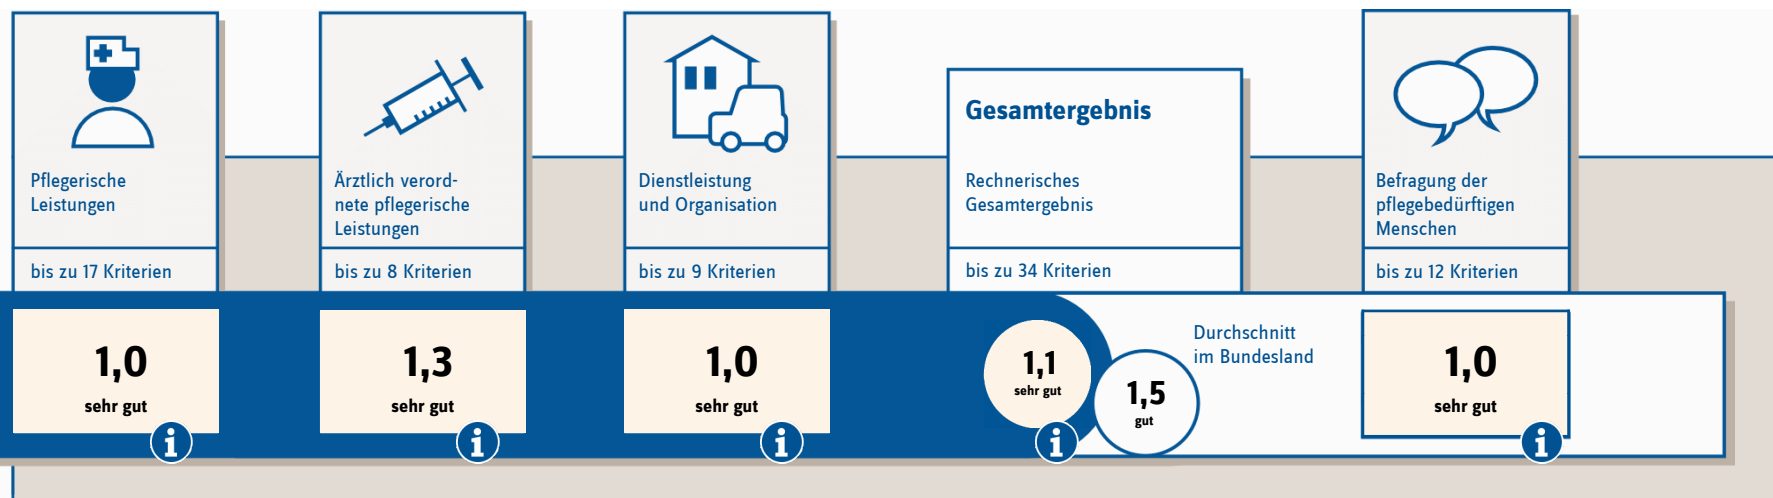 Pflegerische
Leistungen
bis zu 17 Kriterien
1,0
sehr gut
i
Ärztlich verord-
nete pflegerische
Leistungen
bis zu 8 Kriterien
1,3
sehr gut
i
Dienstleistung
und Organisation
bis zu 9 Kriterien
1,0
sehr gut
i
Gesamtergebnis
Rechnerisches
Gesamtergebnis
bis zu 34 Kriterien
1,1
sehr gut
i
1,5
gut
Durchschnitt
im Bundesland
Befragung der
pflegebedürftigen
Menschen
bis zu 12 Kriterien
1,0
sehr gut
i